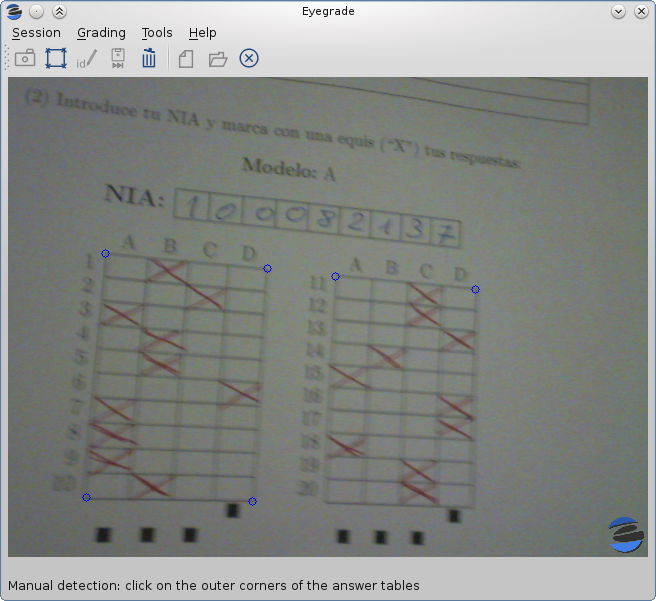 Eyegrade
Session Grading Tools Help
id
(2) Introduce tu NIA y marca con una equis ("X") tus respuestas:
Modelo: A
NIA: 1 0 0 0 8 2 1 3 7
A B C D
1
2
3
4
5
6
7
8
9
10
A B C D
11
12
13
14
15
16
17
18
19
20
Manual detection: click on the outer corners of the answer tables